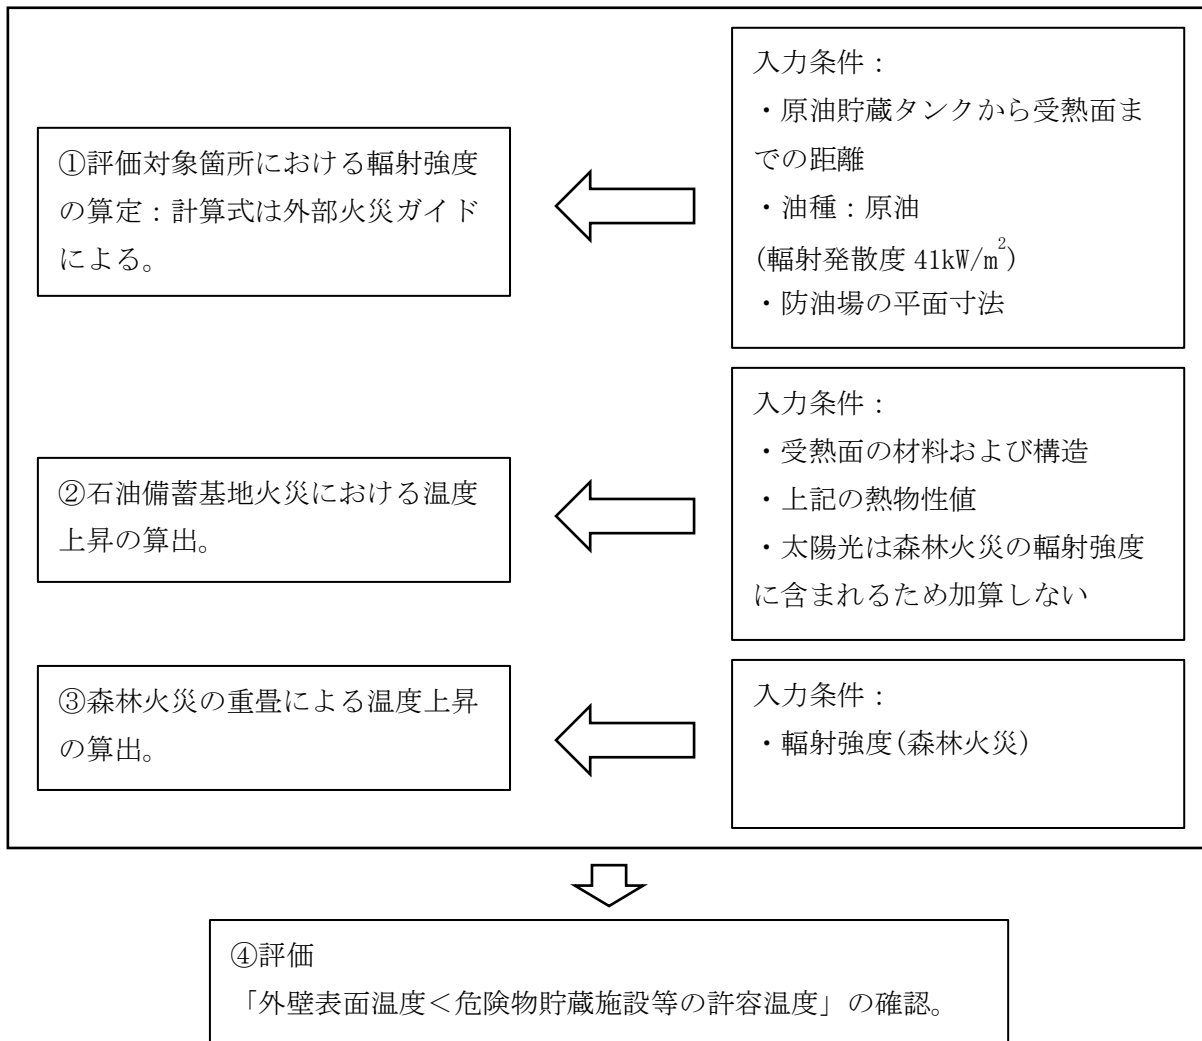 ①評価対象箇所における輻射強度
の算定：計算式は外部火災ガイド
による。
入力条件：
・原油貯蔵タンクから受熱面ま
での距離
・油種：原油
(輻射発散度 41kW/m²)
・防油場の平面寸法
②石油備蓄基地火災における温度
上昇の算出。
入力条件：
・受熱面の材料および構造
・上記の熱物性値
・太陽光は森林火災の輻射強度
に含まれるため加算しない
③森林火災の重畳による温度上昇
の算出。
入力条件：
・輻射強度(森林火災)
④評価
「外壁表面温度＜危険物貯蔵施設等の許容温度」の確認。